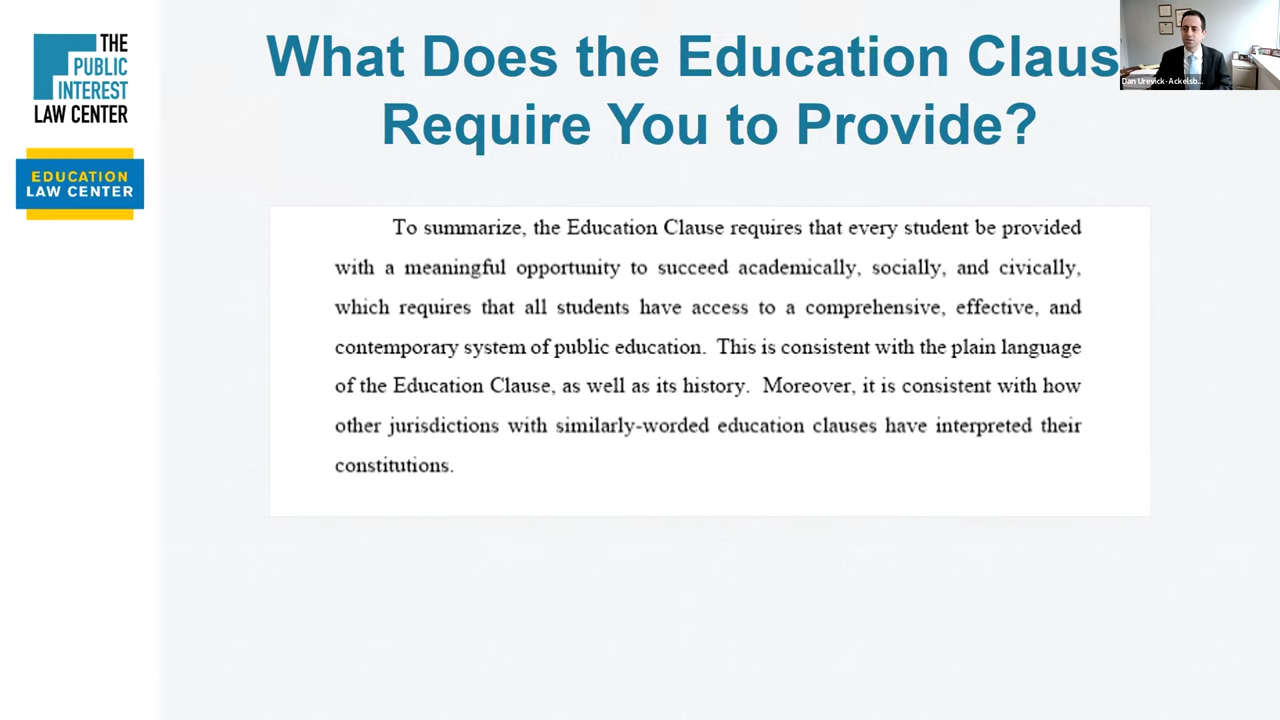 THE
PUBLIC
INTEREST
LAW CENTER
EDUCATION
LAW CENTER
What Does the Education Claus
Require You to Provide?
Dan Urevick-Ackelsb...
To summarize, the Education Clause requires that every student be provided
with a meaningful opportunity to succeed academically, socially, and civically,
which requires that all students have access to a comprehensive, effective, and
contemporary system of public education. This is consistent with the plain language
of the Education Clause, as well as its history. Moreover, it is consistent with how
other jurisdictions with similarly-worded education clauses have interpreted their
constitutions.